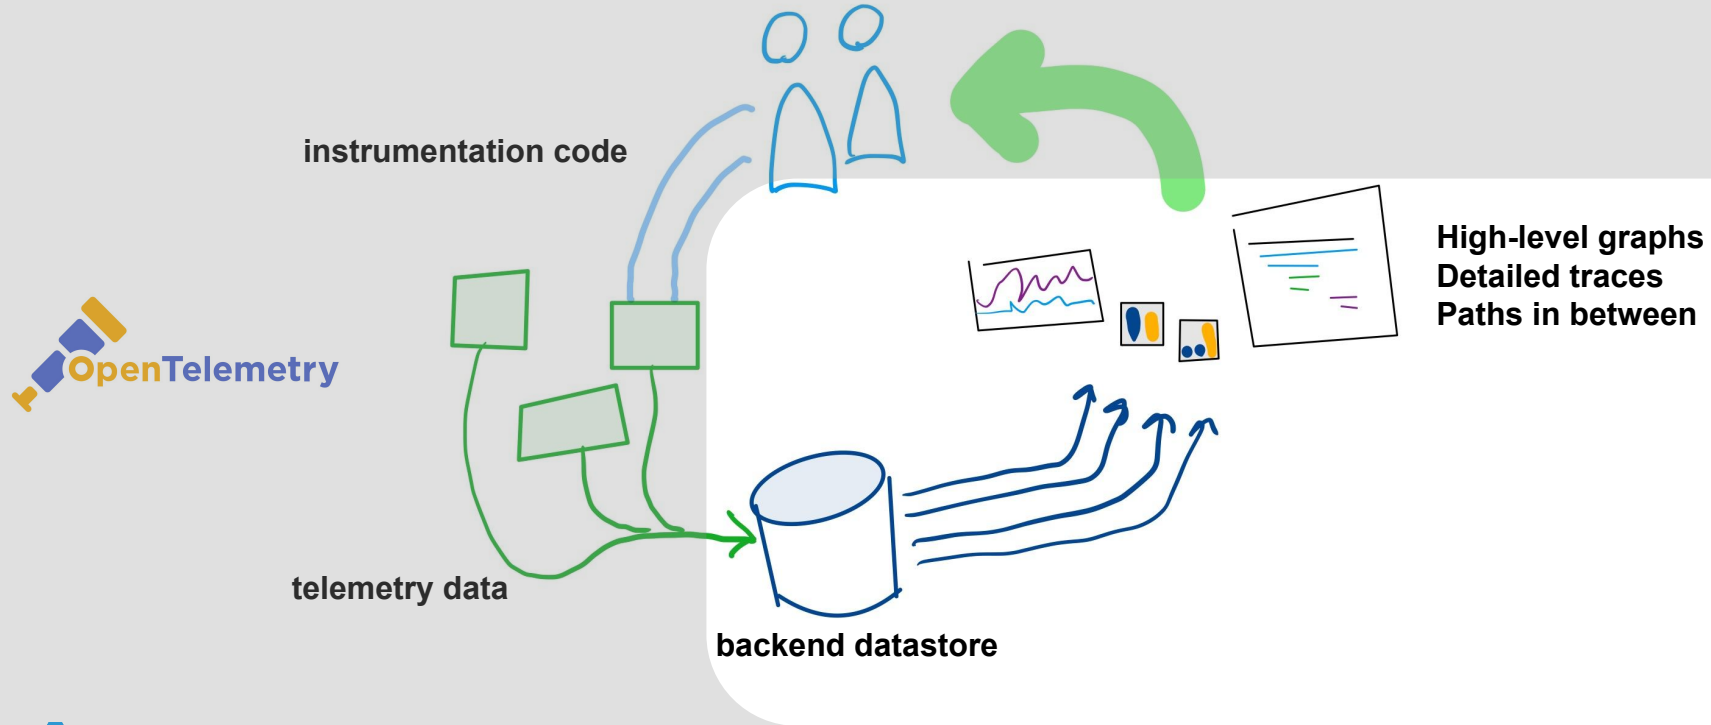 instrumentation code
High-level graphs
Detailed traces
Paths in between
OpenTelemetry
telemetry data
backend datastore